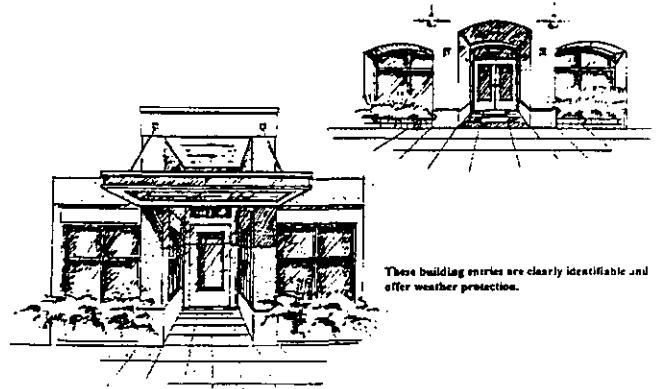 These building entries are clearly identifiable and
offer weather protection.